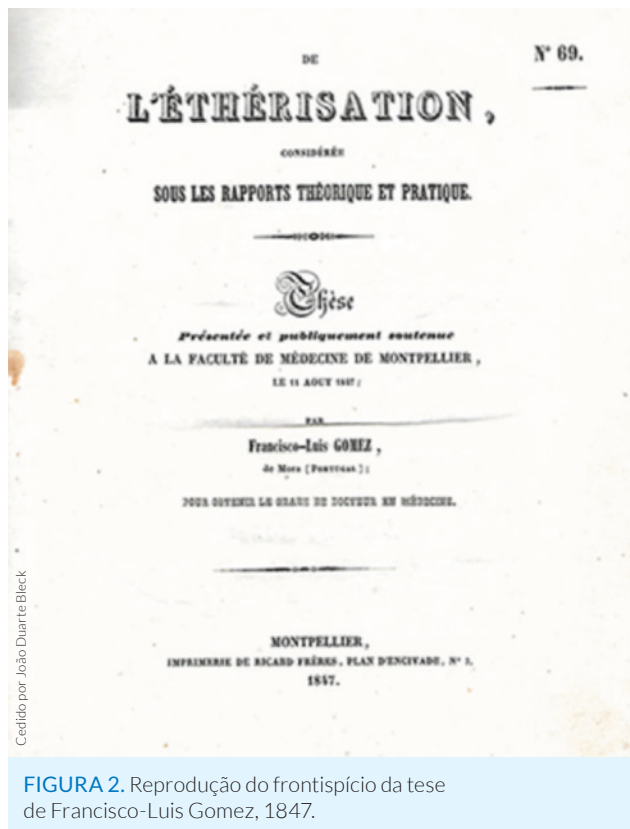 Nº 69.
DE
L'ÉTHÉRISATION,
CONSIDÉRÉE
SOUS LES RAPPORTS THÉORIQUE ET PRATIQUE.
Thèse
Présentée et publiquement soutenue
A LA FACULTÉ DE MÉDECINE DE MONTPELLIER,
LE 11 AOUT 1847;
PAR
Francisco-Luis GOMEZ,
de (PORTUGAL);
POUR OBTENIR LE GRADE DE DOCTEUR EN MÉDECINE.
MONTPELLIER,
IMPRIMERIE DE RICARD FRÈRES, PLAN D'ENCIVADE, Nº 3.
1847.
Cedido por João Duarte Bleck
FIGURA 2. Reprodução do frontispício da tese
de Francisco-Luis Gomez, 1847.